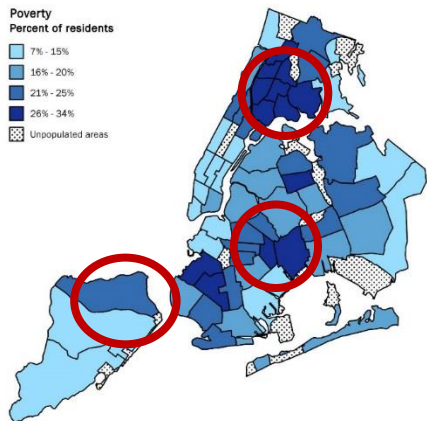 Poverty
Percent of residents
7% - 15%
16% - 20%
21% - 25%
26% - 34%
Unpopulated areas